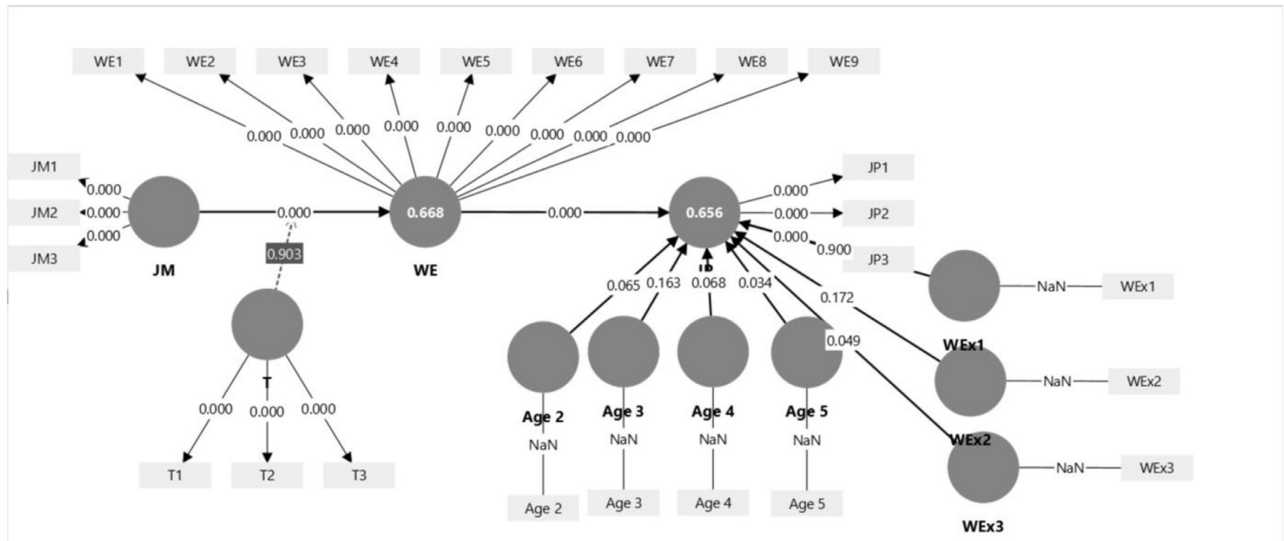 WE1 WE2 WE3 WE4 WE5 WE6 WE7 WE8 WE9
0.000 0.000 0.000 0.000 0.000 0.000 0.000 0.000 0.000
JM1 0.000
JM2 0.000
JM3 0.000
JM
0.000
0.668
WE
0.000
0.656
JP
0.000 JP1
0.000 JP2
0.000 JP3
0.900
0.903
T
0.000 0.000 0.000
T1 T2 T3
0.065 0.163 0.068 0.034
0.172
0.049
Age 2 Age 3 Age 4 Age 5
NaN NaN NaN NaN
Age 2 Age 3 Age 4 Age 5
NaN WEx1
WEx1
NaN WEx2
WEx2
NaN WEx3
WEx3